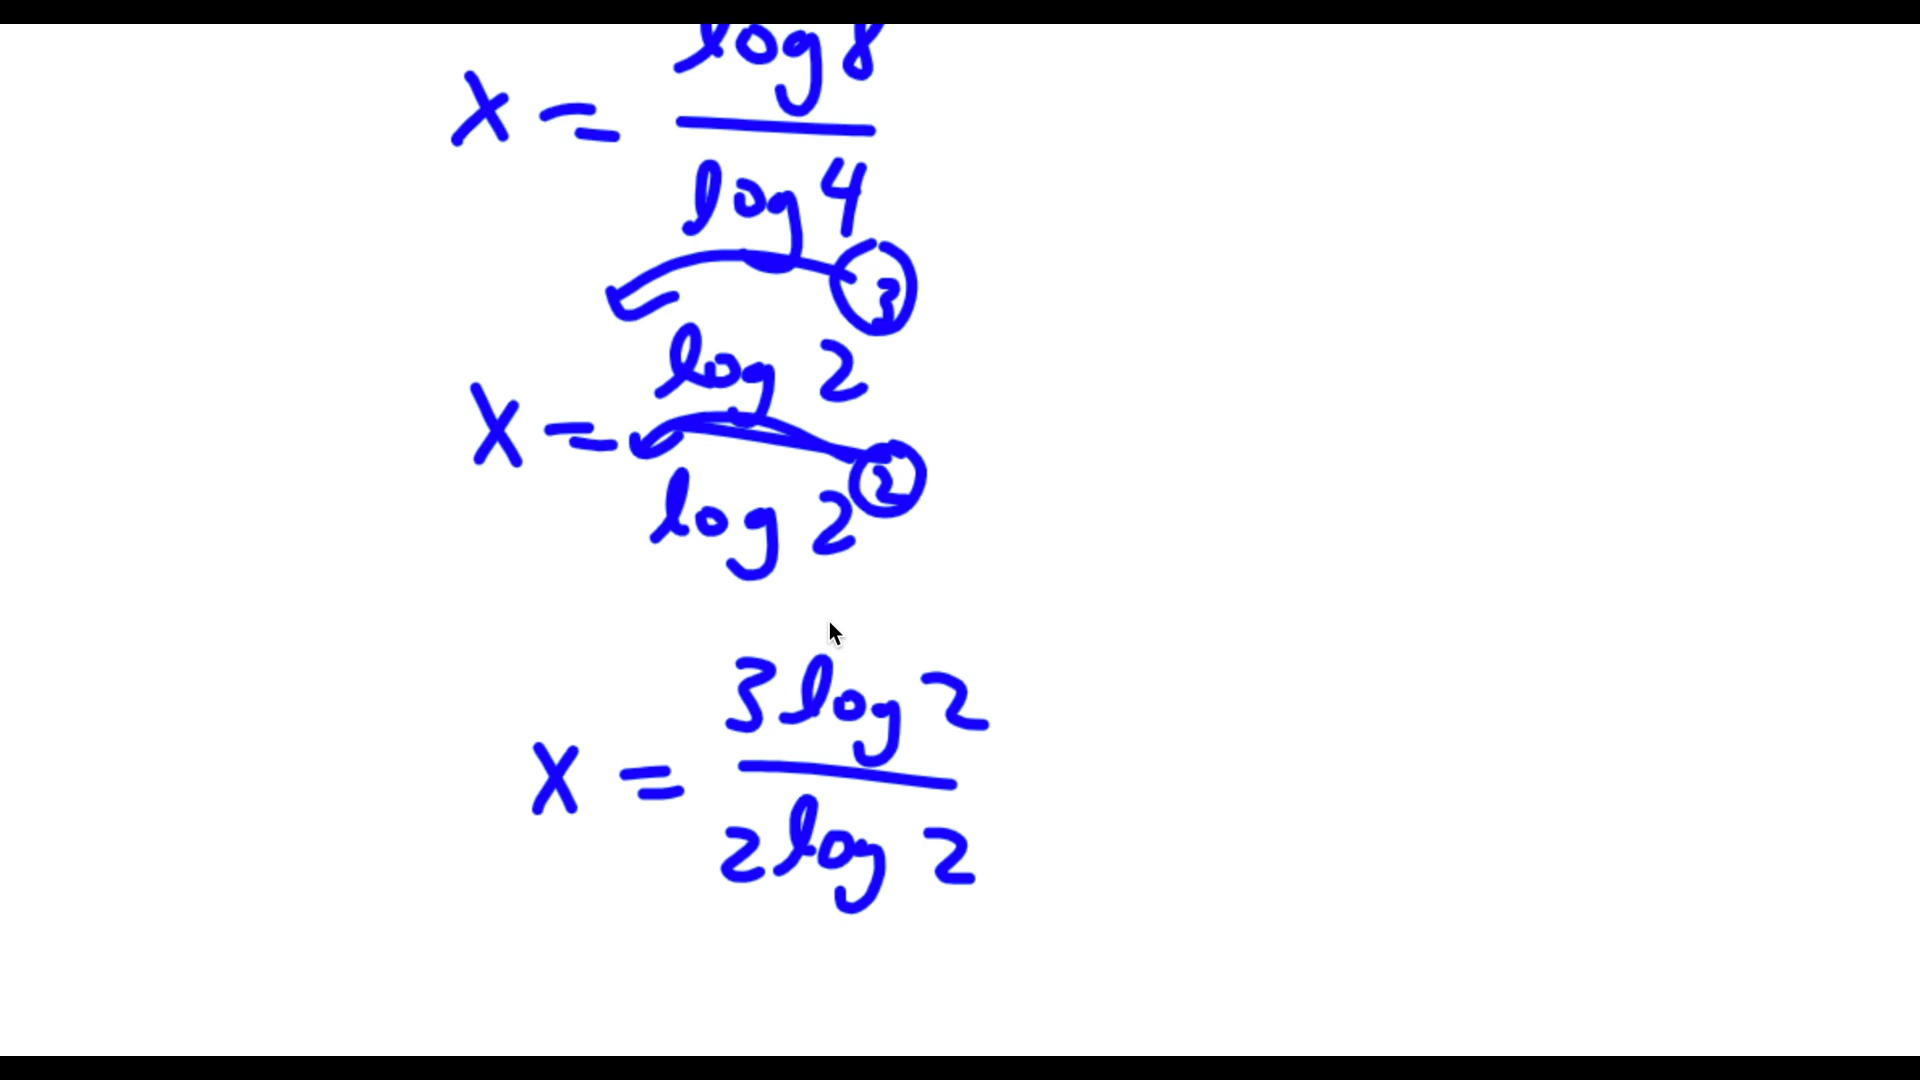 x = log 8 / log 4
x = log 2^3 / log 2^2
x = 3 log 2 / 2 log 2